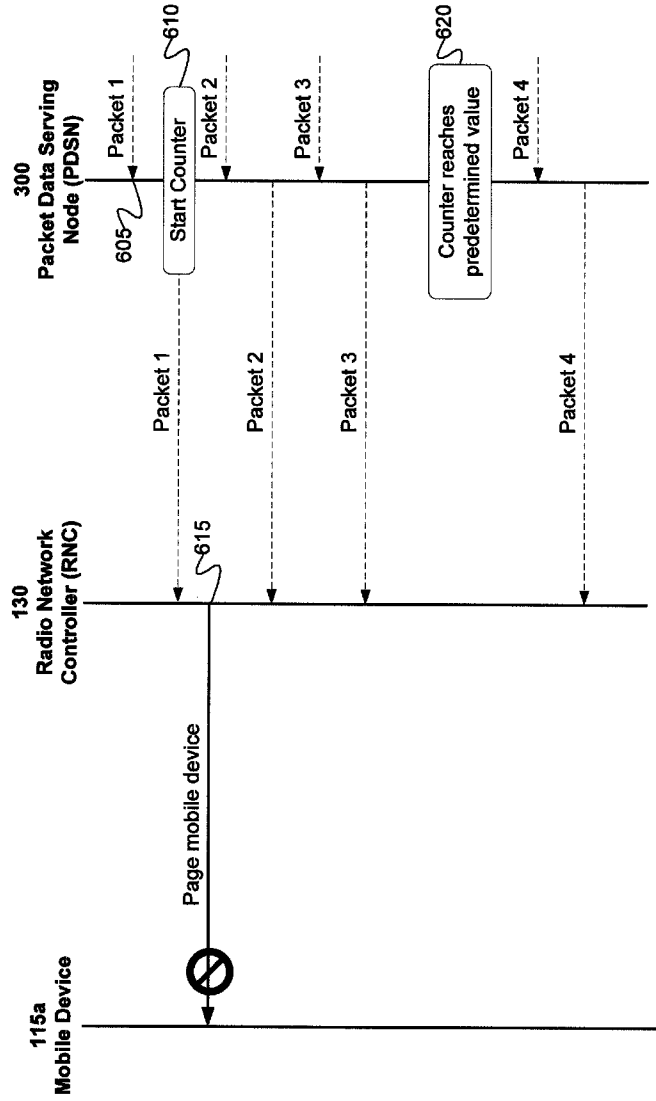 115a
Mobile Device
130
Radio Network
Controller (RNC)
300
Packet Data Serving
Node (PDSN)
605
Packet 1
610
Start Counter
Packet 1
Page mobile device
615
Packet 2
Packet 2
Packet 3
Packet 3
620
Counter reaches
predetermined value
Packet 4
Packet 4